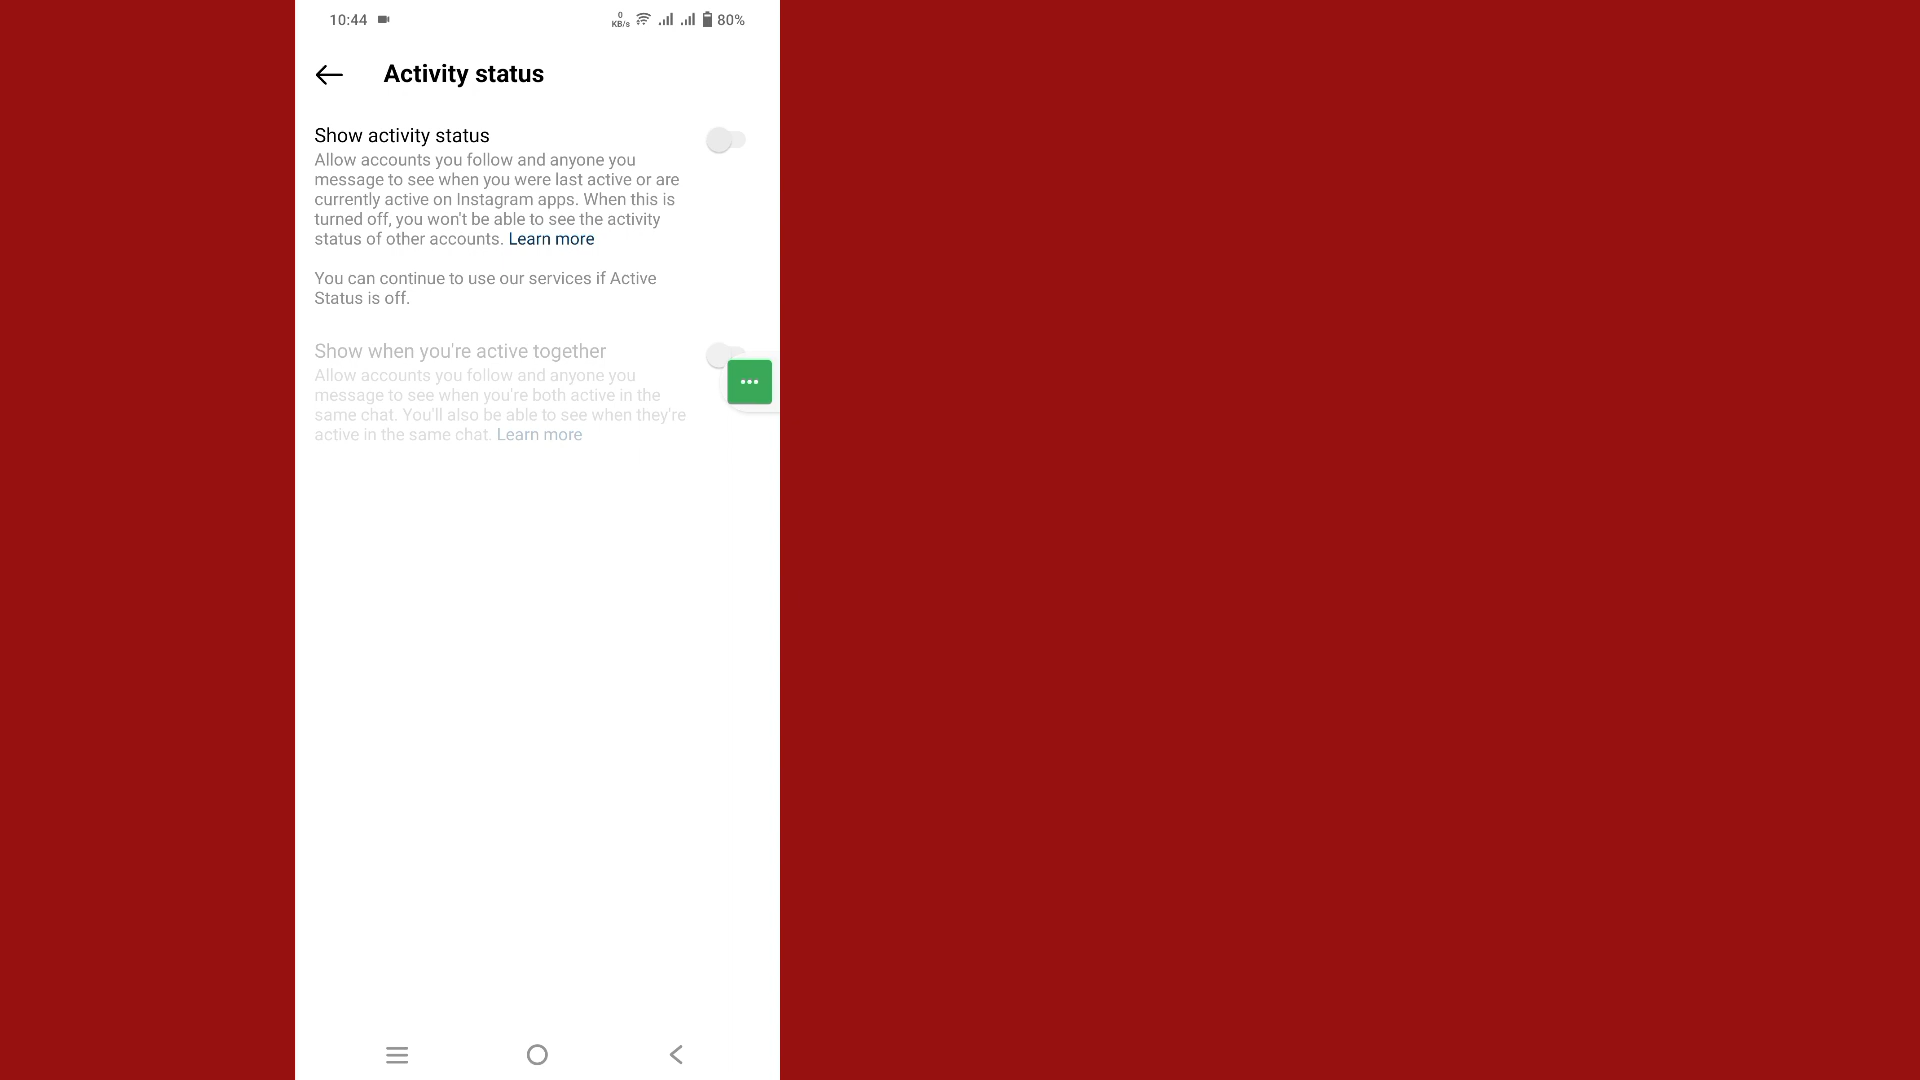 10:44
0
KB/s
80%
Activity status
Show activity status
Allow accounts you follow and anyone you
message to see when you were last active or are
currently active on Instagram apps. When this is
turned off, you won't be able to see the activity
status of other accounts. Learn more
You can continue to use our services if Active
Status is off.
Show when you're active together
Allow accounts you follow and anyone you
message to see when you're both active in the
same chat. You'll also be able to see when they're
active in the same chat. Learn more